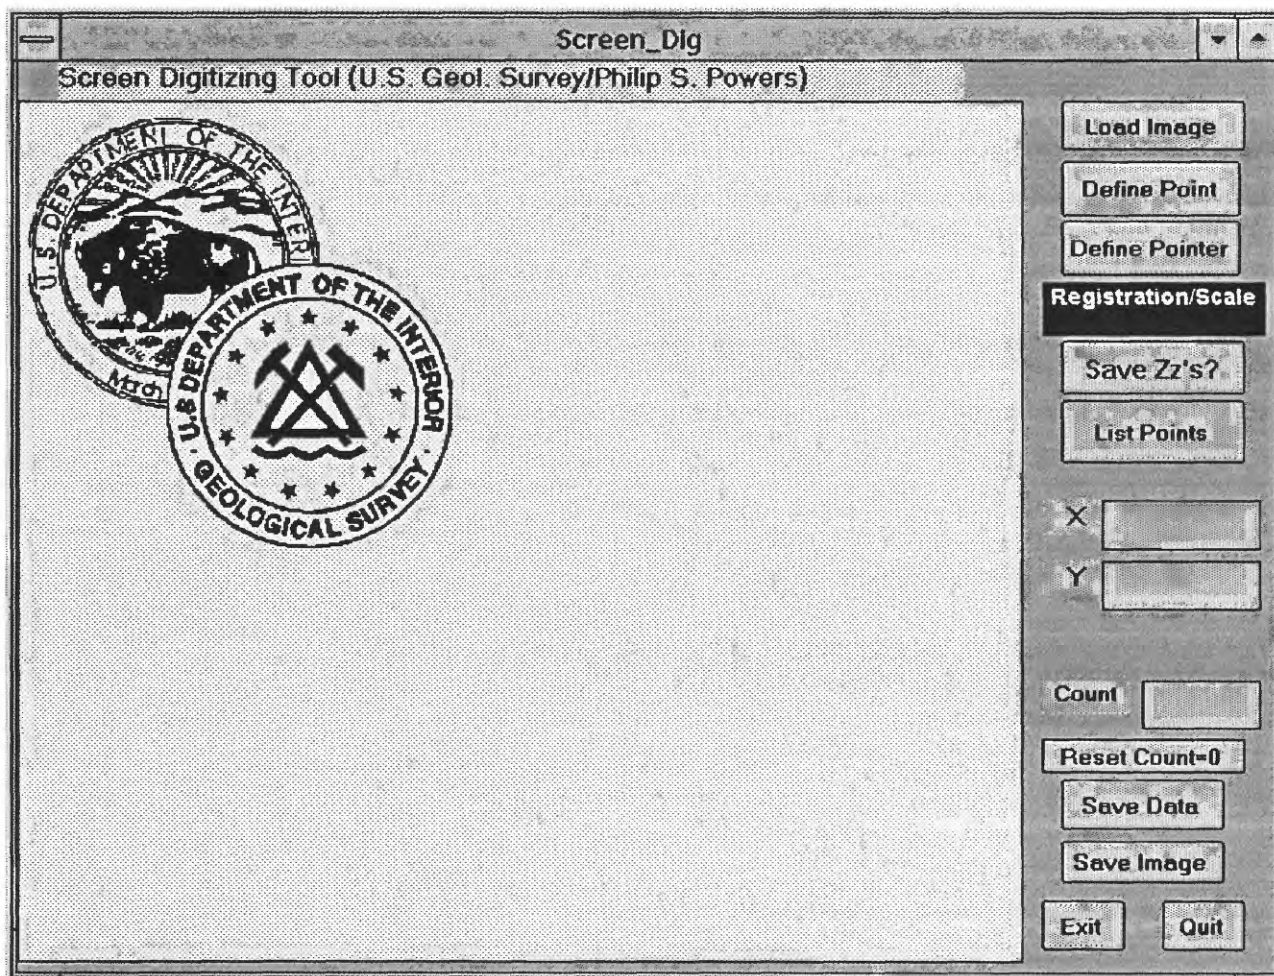 Screen_Dig
Screen Digitizing Tool (U.S. Geol. Survey/Philip S. Powers)
U.S. DEPARTMENT OF THE INTERI
March
U.S DEPARTMENT OF THE INTERIOR
· GEOLOGICAL SURVEY ·
Load Image
Define Point
Define Pointer
Registration/Scale
Save Zz's?
List Points
X
Y
Count
Reset Count=0
Save Data
Save Image
Exit
Quit